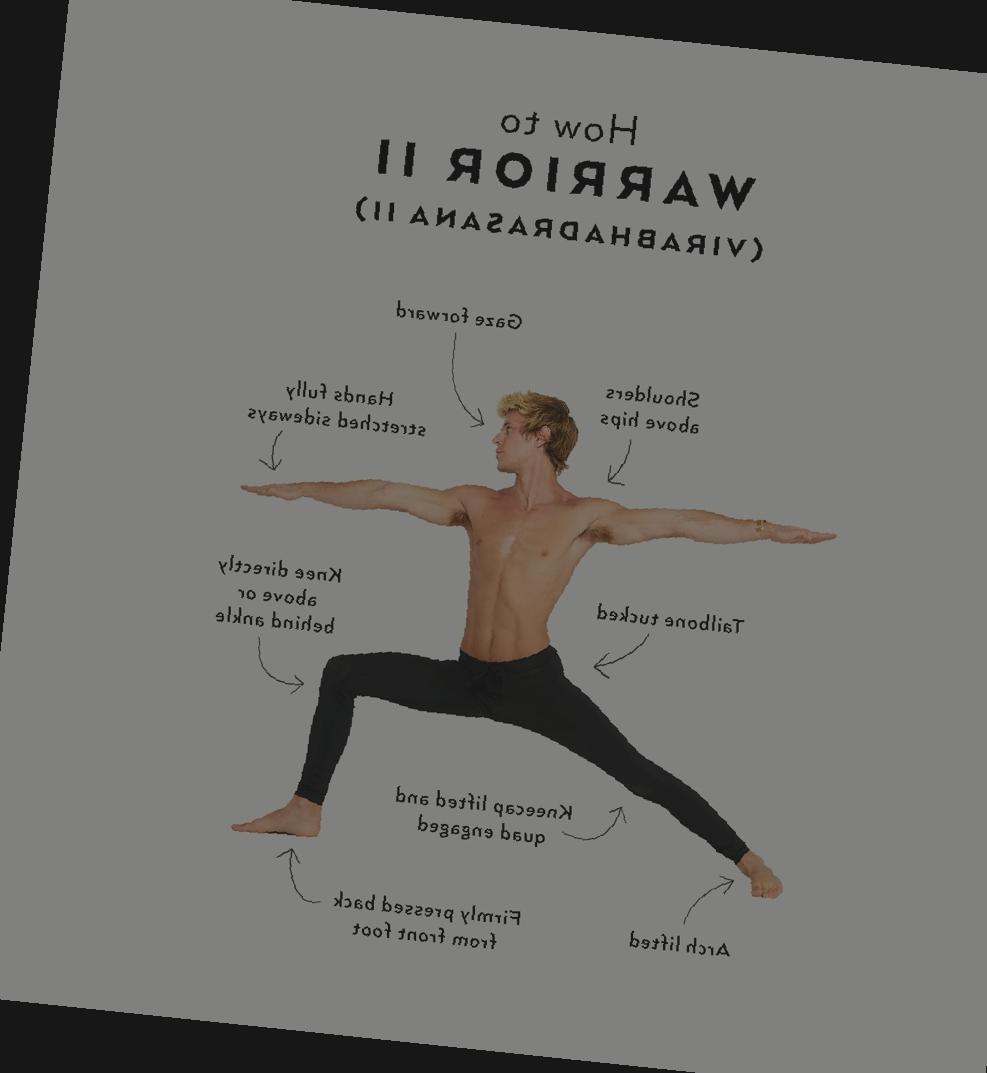 How to
WARRIOR II
(VIRABHADRASANA II)
Gaze forward
Shoulders
above hips
Hands fully
stretched sideways
Knee directly
above or
behind ankle
Tailbone tucked
Kneecap lifted and
quad engaged
Firmly pressed back
from front foot
Arch lifted